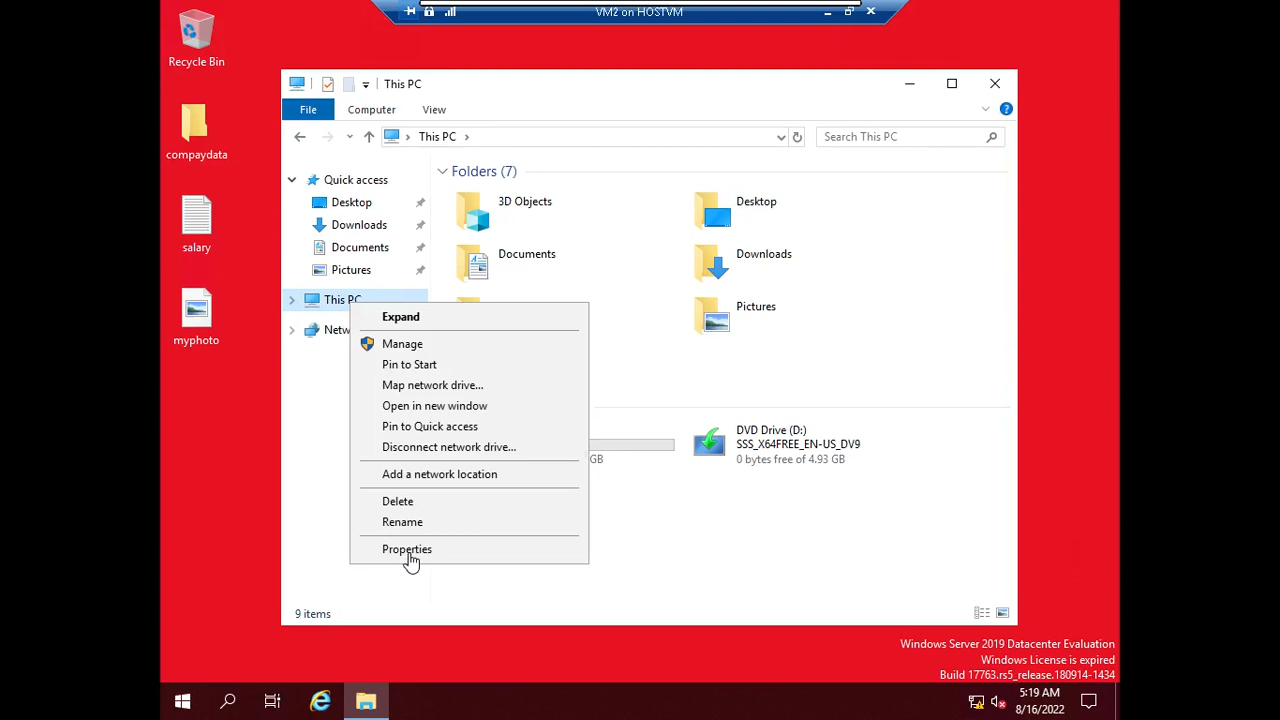 VM2 on HOSTVM
Recycle Bin
compaydata
salary
myphoto
This PC
File
Computer
View
This PC
Search This PC
Quick access
Desktop
Downloads
Documents
Pictures
This PC
Netw
Folders (7)
3D Objects
Desktop
Documents
Downloads
Pictures
Expand
Manage
Pin to Start
Map network drive...
Open in new window
Pin to Quick access
Disconnect network drive...
Add a network location
Delete
Rename
Properties
GB
DVD Drive (D:)
SSS_X64FREE_EN-US_DV9
0 bytes free of 4.93 GB
9 items
Windows Server 2019 Datacenter Evaluation
Windows License is expired
Build 17763.rs5_release.180914-1434
5:19 AM
8/16/2022